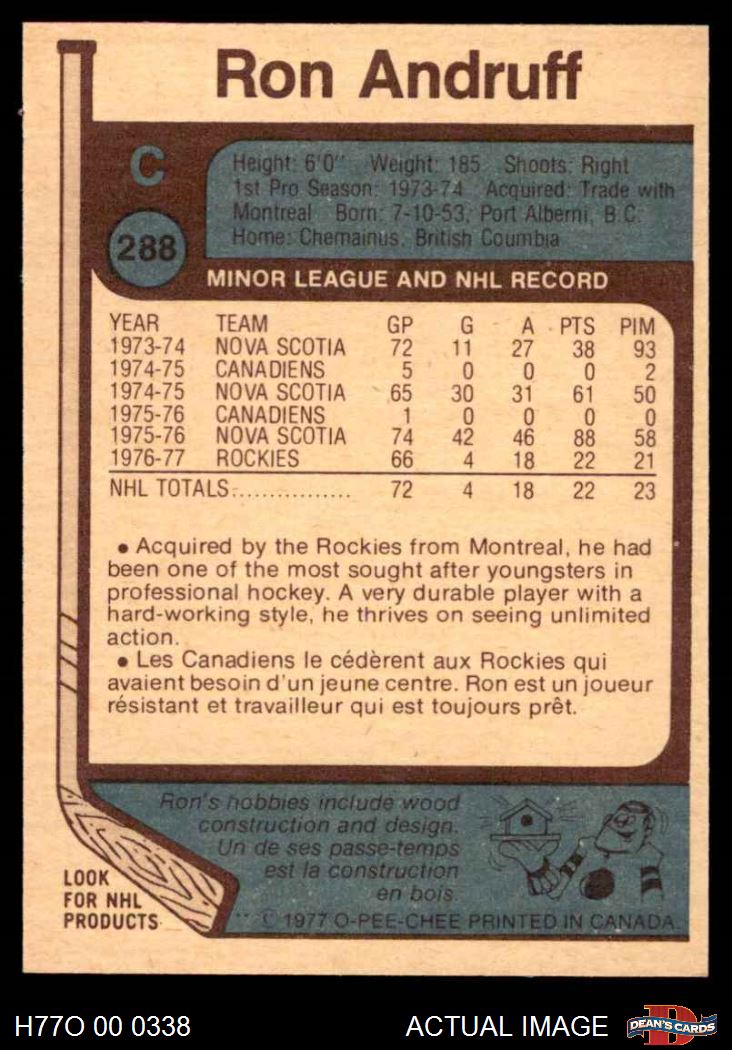 Ron Andruff
C
Height: 6'0" Weight: 185 Shoots: Right
1st Pro Season: 1973-74 Acquired: Trade with
Montreal Born: 7-10-53, Port Alberni, B.C.
Home: Chemainus, British Coumbia
288
MINOR LEAGUE AND NHL RECORD
YEAR TEAM GP G A PTS PIM
1973-74 NOVA SCOTIA 72 11 27 38 93
1974-75 CANADIENS 5 0 0 0 2
1974-75 NOVA SCOTIA 65 30 31 61 50
1975-76 CANADIENS 1 0 0 0 0
1975-76 NOVA SCOTIA 74 42 46 88 58
1976-77 ROCKIES 66 4 18 22 21
NHL TOTALS:............... 72 4 18 22 23
• Acquired by the Rockies from Montreal, he had
been one of the most sought after youngsters in
professional hockey. A very durable player with a
hard-working style, he thrives on seeing unlimited
action.
• Les Canadiens le cédèrent aux Rockies qui
avaient besoin d'un jeune centre. Ron est un joueur
résistant et travailleur qui est toujours prêt.
Ron's hobbies include wood
construction and design.
Un de ses passe-temps
est la construction
en bois.
LOOK
FOR NHL
PRODUCTS
** © 1977 O-PEE-CHEE PRINTED IN CANADA
H77O 00 0338 ACTUAL IMAGE D DEAN'S CARDS